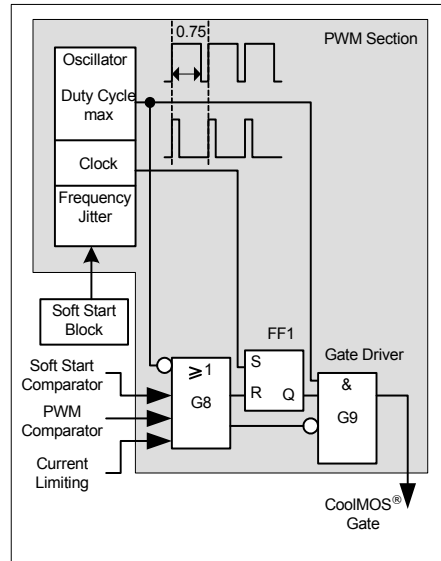 0.75
PWM Section
Oscillator
Duty Cycle
max
Clock
Frequency
Jitter
Soft Start
Block
FF1
Gate Driver
Soft Start
Comparator
PWM
Comparator
Current
Limiting
≥1
G8
S
R
Q
&
G9
CoolMOS®
Gate